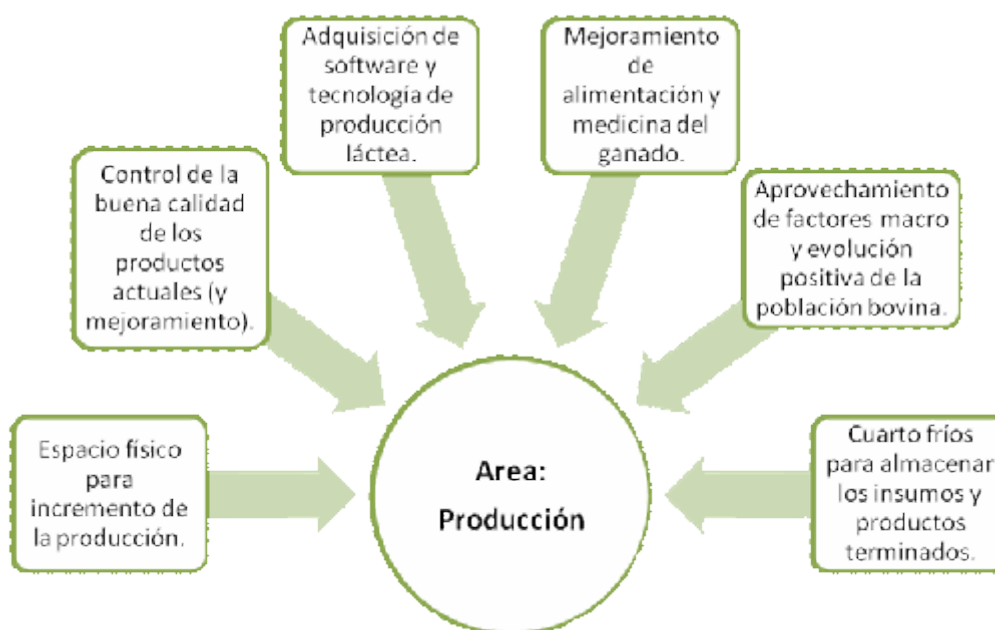 Adquisición de
software y
tecnología de
producción
láctea.
Mejoramiento
de
alimentación y
medicina del
ganado.
Control de la
buena calidad
de los
productos
actuales (y
mejoramiento).
Aprovechamiento
de factores macro
y evolución
positiva de la
población bovina.
Espacio físico
para
incremento de
la producción.
Area:
Producción
Cuarto fríos
para almacenar
los insumos y
productos
terminados.